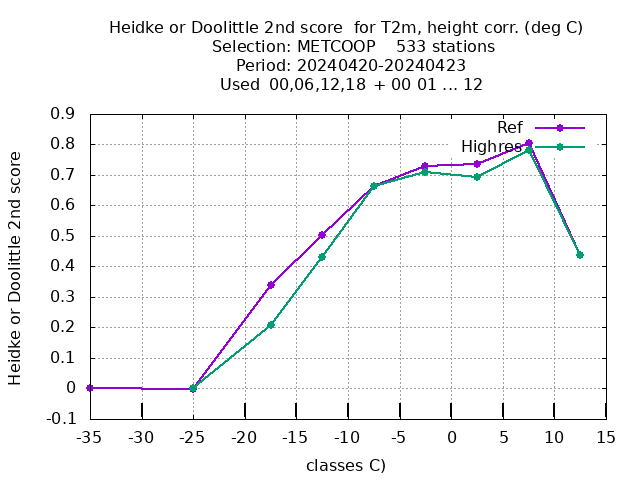 Heidke or Doolittle 2nd score  for T2m, height corr. (deg C)
Selection: METCOOP    533 stations
Period: 20240420-20240423
Used  00,06,12,18 + 00 01 ... 12
Ref
Highres
Heidke or Doolittle 2nd score
0.9
0.8
0.7
0.6
0.5
0.4
0.3
0.2
0.1
0
-0.1
-35 -30 -25 -20 -15 -10 -5 0 5 10 15
classes C)